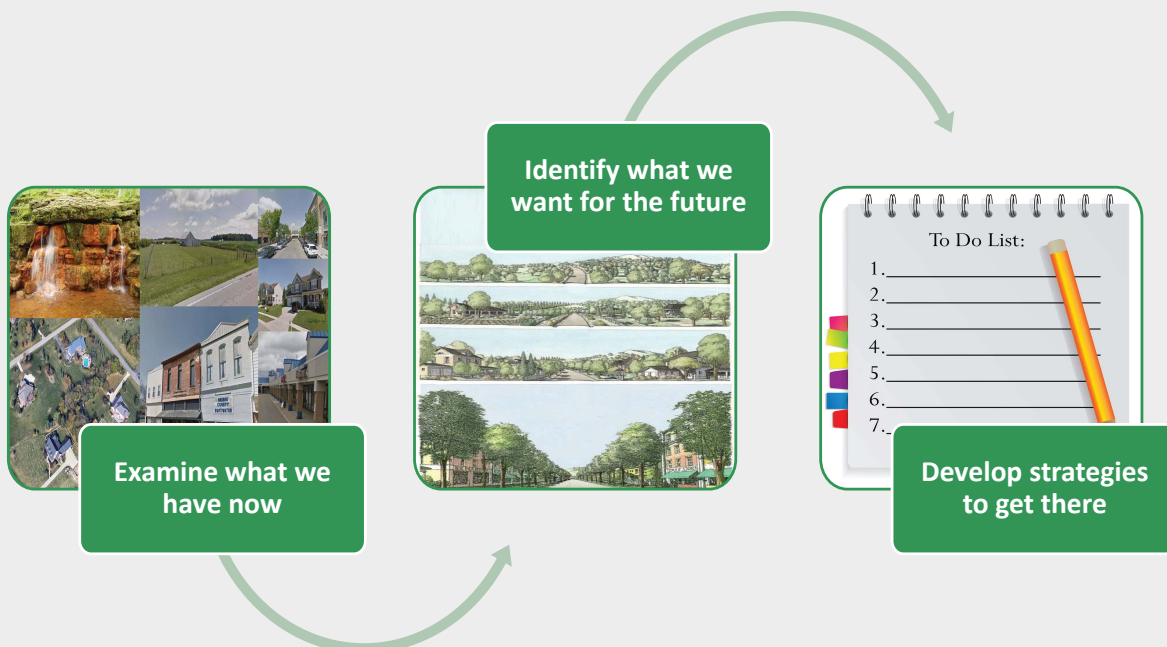 Examine what we
have now
Identify what we
want for the future
To Do List:
1.
2.
3.
4.
5.
6.
7.
Develop strategies
to get there